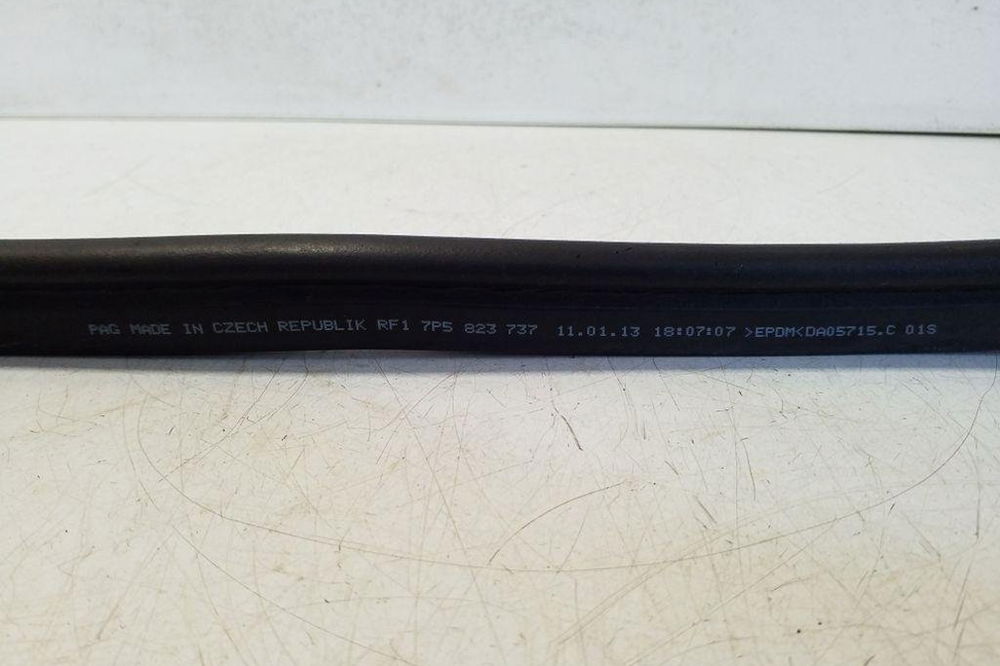 PAG MADE IN CZECH REPUBLIK RF1 7P5 823 737 11.01.13 18:07:07 >EPDM<DA05715.C 01S